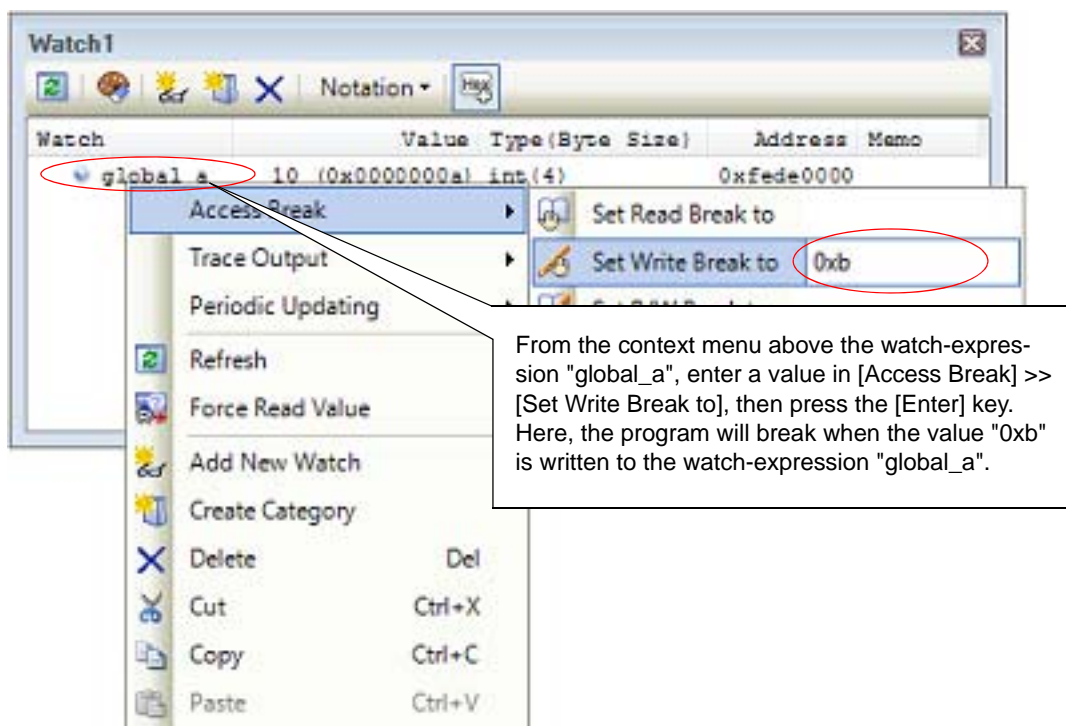 Watch1
Notation
Hex
Watch Value Type(Byte Size) Address Memo
global_a 10 (0x0000000a) int(4) 0xfede0000
Access Break
Set Read Break to
Trace Output
Set Write Break to 0xb
Periodic Updating
From the context menu above the watch-expres-
sion "global_a", enter a value in [Access Break] >>
[Set Write Break to], then press the [Enter] key.
Here, the program will break when the value "0xb"
is written to the watch-expression "global_a".
Refresh
Force Read Value
Add New Watch
Create Category
Delete Del
Cut Ctrl+X
Copy Ctrl+C
Paste Ctrl+V